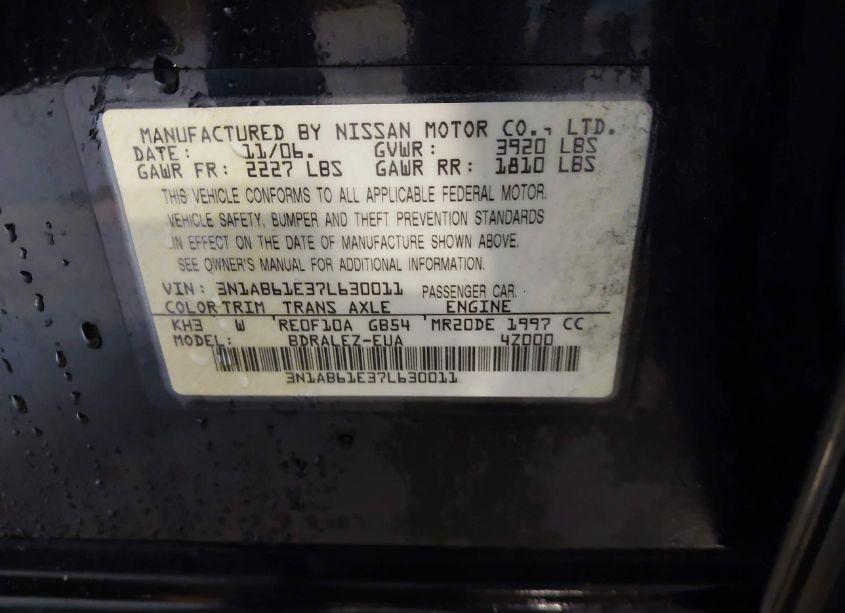 MANUFACTURED BY NISSAN MOTOR CO., LTD.
DATE: 11/06. GVWR: 3920 LBS
GAWR FR: 2227 LBS GAWR RR: 1810 LBS
THIS VEHICLE CONFORMS TO ALL APPLICABLE FEDERAL MOTOR.
VEHICLE SAFETY, BUMPER AND THEFT PREVENTION STANDARDS
IN EFFECT ON THE DATE OF MANUFACTURE SHOWN ABOVE.
SEE OWNER'S MANUAL FOR ADDITIONAL INFORMATION.
VIN: 3N1AB61E37L630011 PASSENGER CAR.
COLOR TRIM TRANS AXLE ENGINE
KH3 W RE0F10A GB54 MR20DE 1997 CC
MODEL: BDRALEZ-EUA 4Z000
3N1AB61E37L630011